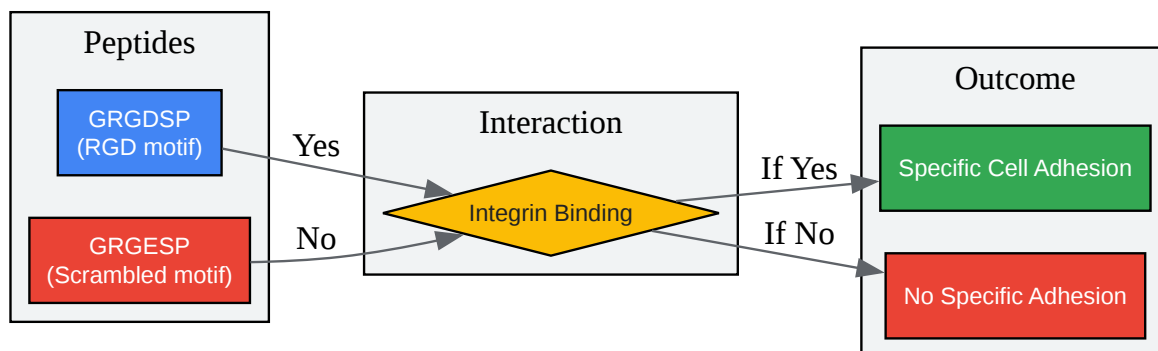 Peptides
GRGDSP
(RGD motif)
GRGESP
(Scrambled motif)
Yes
No
Interaction
Integrin Binding
If Yes
If No
Outcome
Specific Cell Adhesion
No Specific Adhesion